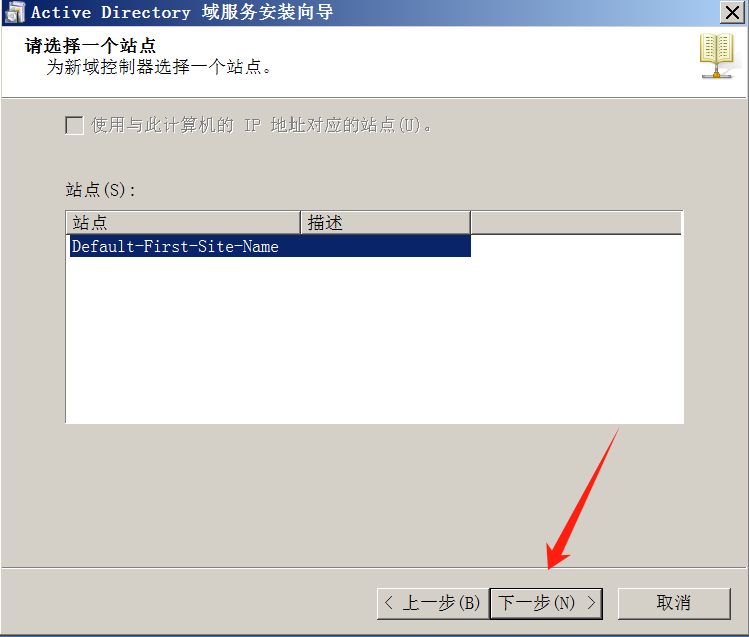 Active Directory 域服务安装向导
请选择一个站点
为新域控制器选择一个站点。
使用与此计算机的 IP 地址对应的站点(U)。
站点(S):
站点 描述
Default-First-Site-Name
< 上一步(B) 下一步(N) > 取消